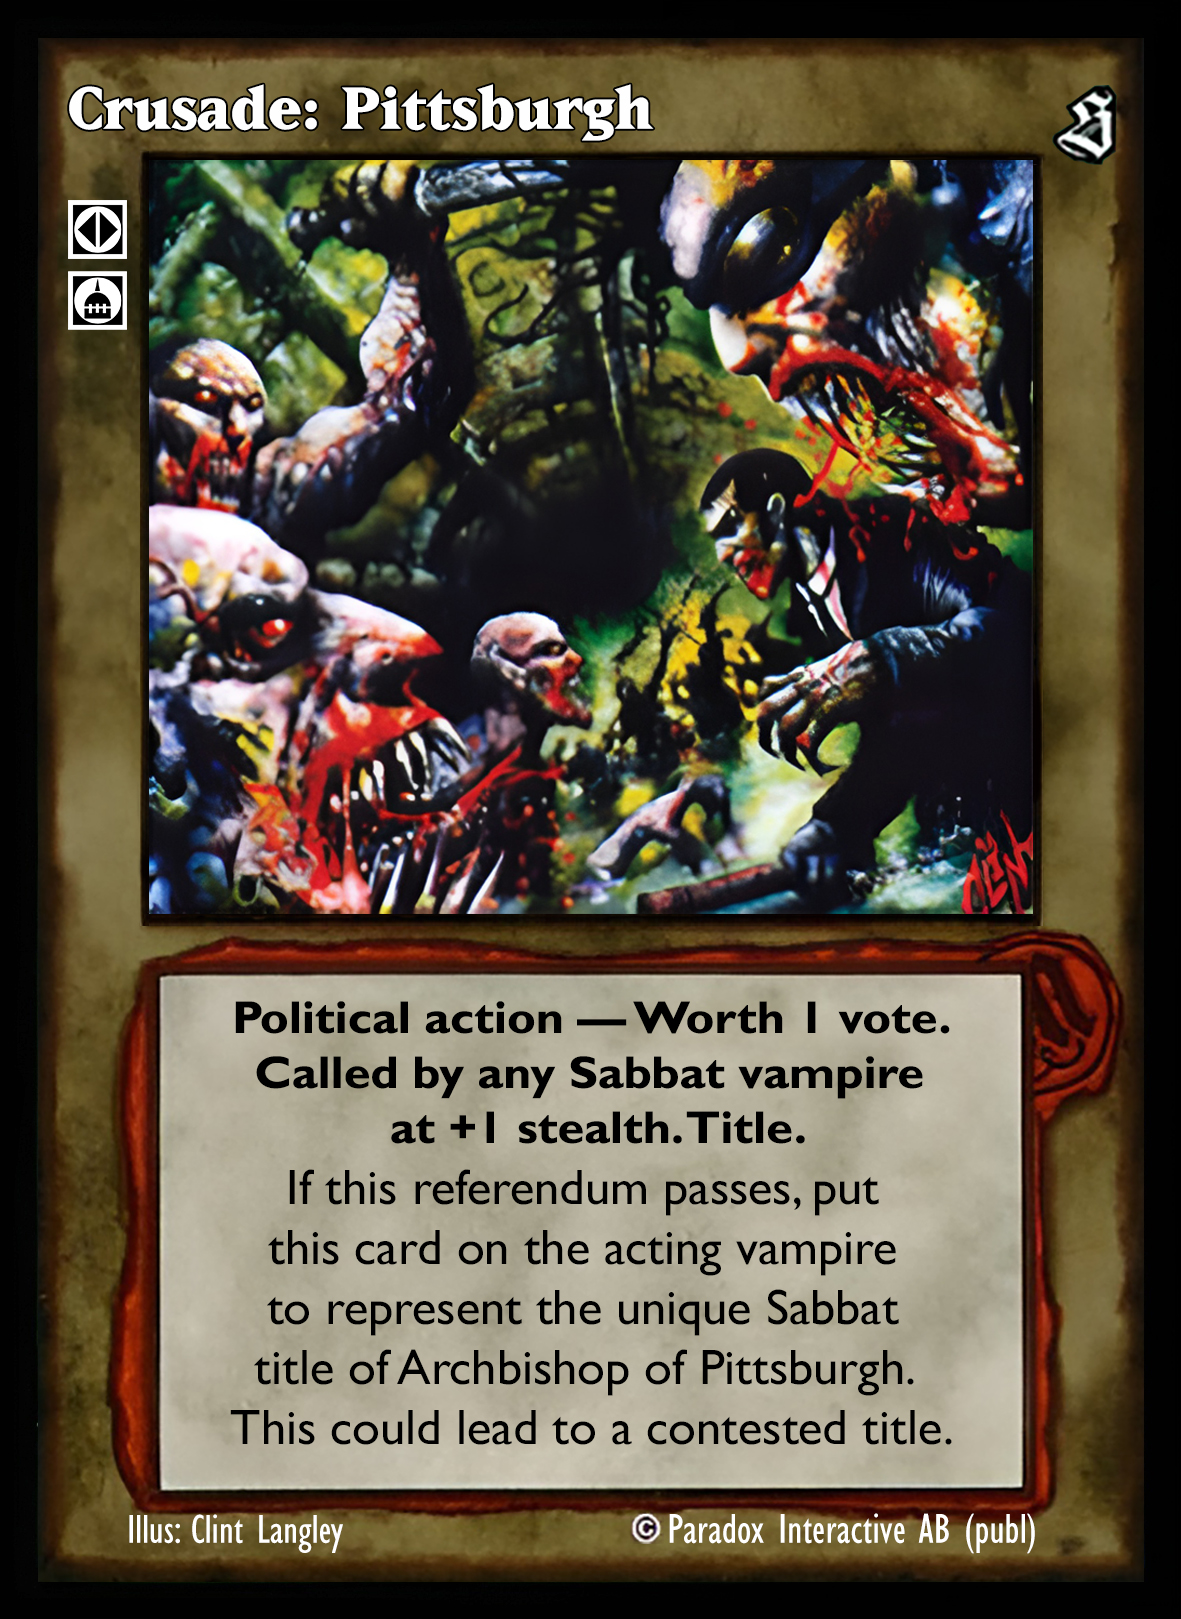 Crusade: Pittsburgh
Political action — Worth 1 vote.
Called by any Sabbat vampire
at +1 stealth. Title.
If this referendum passes, put
this card on the acting vampire
to represent the unique Sabbat
title of Archbishop of Pittsburgh.
This could lead to a contested title.
Illus: Clint Langley
© Paradox Interactive AB (publ)